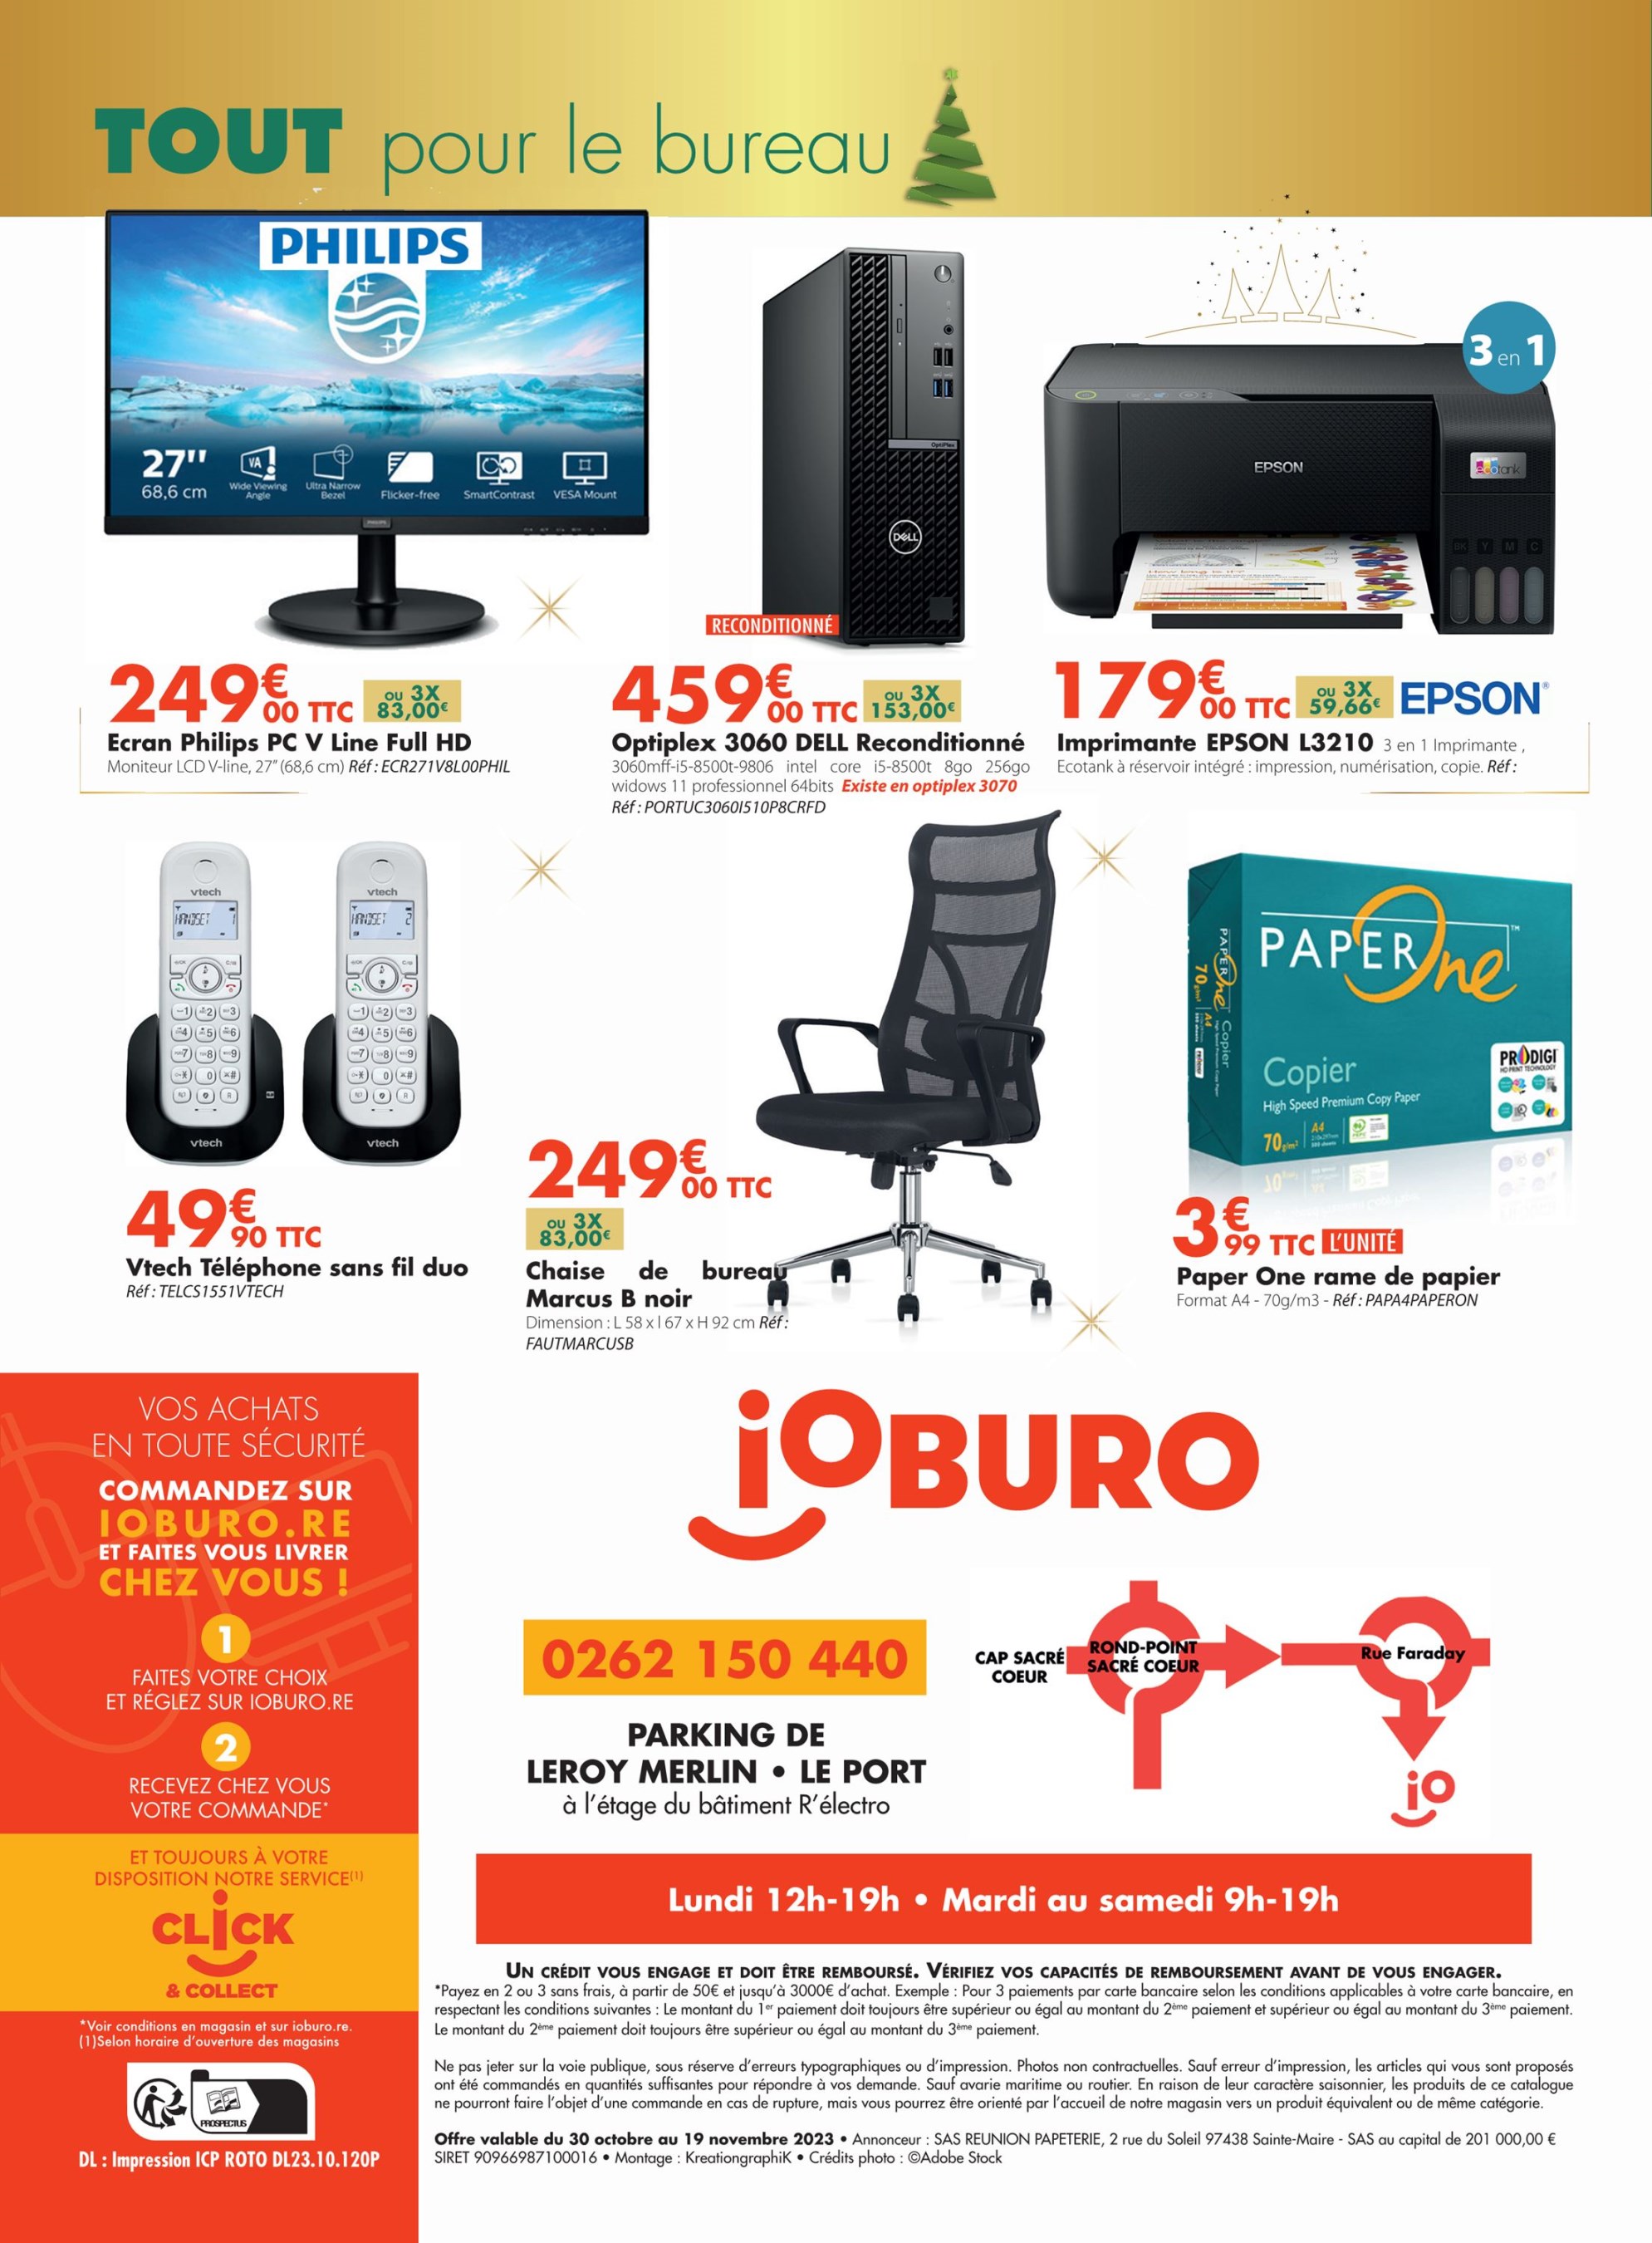 TOUT pour le bureau
PHILIPS
27"
68,6 cm
VA
Wide Viewing
Angle
Ultra Narrow
Bezel
Flicker-free
SmartContrast
VESA Mount
PHILIPS
OptiPlex
DELL
RECONDITIONNÉ
3 en 1
EPSON
ecotank
BK Y M C
249€00 TTC
OU 3X
83,00€
Ecran Philips PC V Line Full HD
Moniteur LCD V-line, 27" (68,6 cm) Réf : ECR271V8L00PHIL
459€00 TTC
OU 3X
153,00€
Optiplex 3060 DELL Reconditionné
3060mff-i5-8500t-9806 intel core i5-8500t 8go 256go
widows 11 professionnel 64bits Existe en optiplex 3070
Réf : PORTUC3060I510P8CRFD
179€00 TTC
OU 3X
59,66€
EPSON®
Imprimante EPSON L3210 3 en 1 Imprimante ,
Ecotank à réservoir intégré : impression, numérisation, copie. Réf :
vtech
HANDSET 1
vtech
vtech
HANDSET 2
vtech
49€90 TTC
Vtech Téléphone sans fil duo
Réf : TELCS1551VTECH
249€00 TTC
OU 3X
83,00€
Chaise de bureau
Marcus B noir
Dimension : L 58 x l 67 x H 92 cm Réf :
FAUTMARCUSB
PAPER One™
Copier
High Speed Premium Copy Paper
70g/m² A4
PRODIGI
HD PRINT TECHNOLOGY
3€99 TTC L'UNITÉ
Paper One rame de papier
Format A4 - 70g/m3 - Réf : PAPA4PAPERON
VOS ACHATS
EN TOUTE SÉCURITÉ
COMMANDEZ SUR
IOBURO.RE
ET FAITES VOUS LIVRER
CHEZ VOUS !
1
FAITES VOTRE CHOIX
ET RÉGLEZ SUR IOBURO.RE
2
RECEVEZ CHEZ VOUS
VOTRE COMMANDE*
ET TOUJOURS À VOTRE
DISPOSITION NOTRE SERVICE(1)
CLiCK
& COLLECT
*Voir conditions en magasin et sur ioburo.re.
(1)Selon horaire d'ouverture des magasins
PROSPECTUS
DL : Impression ICP ROTO DL23.10.120P
iOBURO
0262 150 440
PARKING DE
LEROY MERLIN • LE PORT
à l'étage du bâtiment R'électro
CAP SACRÉ
COEUR
ROND-POINT
SACRÉ COEUR
Rue Faraday
iO
Lundi 12h-19h • Mardi au samedi 9h-19h
UN CRÉDIT VOUS ENGAGE ET DOIT ÊTRE REMBOURSÉ. VÉRIFIEZ VOS CAPACITÉS DE REMBOURSEMENT AVANT DE VOUS ENGAGER.
*Payez en 2 ou 3 sans frais, à partir de 50€ et jusqu'à 3000€ d'achat. Exemple : Pour 3 paiements par carte bancaire selon les conditions applicables à votre carte bancaire, en
respectant les conditions suivantes : Le montant du 1er paiement doit toujours être supérieur ou égal au montant du 2ème paiement et supérieur ou égal au montant du 3ème paiement.
Le montant du 2ème paiement doit toujours être supérieur ou égal au montant du 3ème paiement.
Ne pas jeter sur la voie publique, sous réserve d'erreurs typographiques ou d'impression. Photos non contractuelles. Sauf erreur d'impression, les articles qui vous sont proposés
ont été commandés en quantités suffisantes pour répondre à vos demande. Sauf avarie maritime ou routier. En raison de leur caractère saisonnier, les produits de ce catalogue
ne pourront faire l'objet d'une commande en cas de rupture, mais vous pourrez être orienté par l'accueil de notre magasin vers un produit équivalent ou de même catégorie.
Offre valable du 30 octobre au 19 novembre 2023 • Annonceur : SAS REUNION PAPETERIE, 2 rue du Soleil 97438 Sainte-Maire - SAS au capital de 201 000,00 €
SIRET 90966987100016 • Montage : KreationgraphiK • Crédits photo : ©Adobe Stock